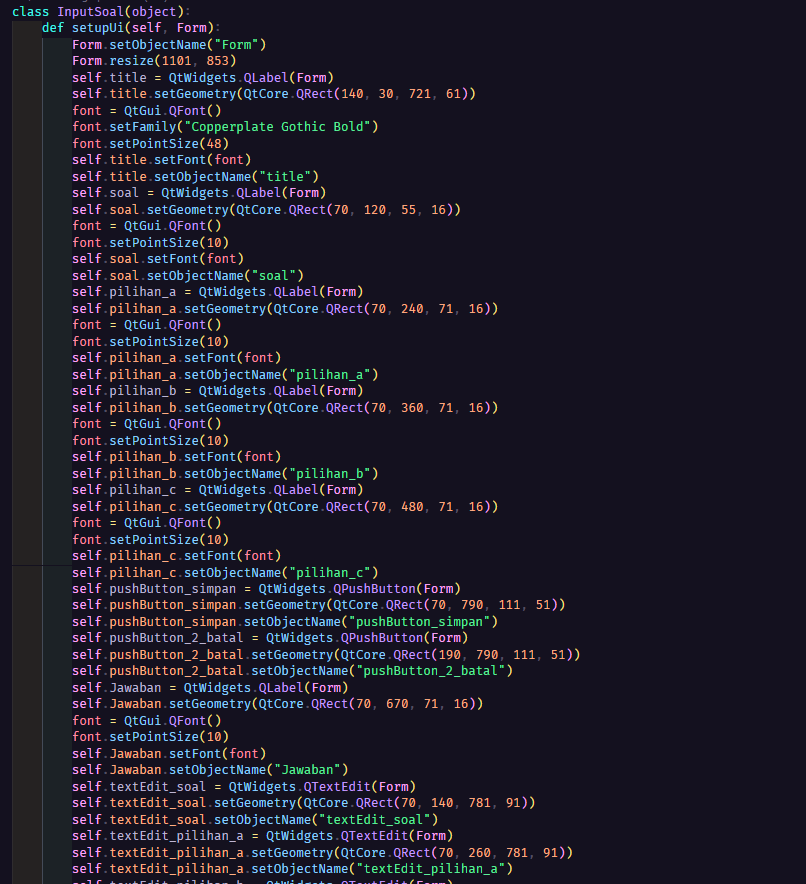 class InputSoal(object):
    def setupUi(self, Form):
        Form.setObjectName("Form")
        Form.resize(1101, 853)
        self.title = QtWidgets.QLabel(Form)
        self.title.setGeometry(QtCore.QRect(140, 30, 721, 61))
        font = QtGui.QFont()
        font.setFamily("Copperplate Gothic Bold")
        font.setPointSize(48)
        self.title.setFont(font)
        self.title.setObjectName("title")
        self.soal = QtWidgets.QLabel(Form)
        self.soal.setGeometry(QtCore.QRect(70, 120, 55, 16))
        font = QtGui.QFont()
        font.setPointSize(10)
        self.soal.setFont(font)
        self.soal.setObjectName("soal")
        self.pilihan_a = QtWidgets.QLabel(Form)
        self.pilihan_a.setGeometry(QtCore.QRect(70, 240, 71, 16))
        font = QtGui.QFont()
        font.setPointSize(10)
        self.pilihan_a.setFont(font)
        self.pilihan_a.setObjectName("pilihan_a")
        self.pilihan_b = QtWidgets.QLabel(Form)
        self.pilihan_b.setGeometry(QtCore.QRect(70, 360, 71, 16))
        font = QtGui.QFont()
        font.setPointSize(10)
        self.pilihan_b.setFont(font)
        self.pilihan_b.setObjectName("pilihan_b")
        self.pilihan_c = QtWidgets.QLabel(Form)
        self.pilihan_c.setGeometry(QtCore.QRect(70, 480, 71, 16))
        font = QtGui.QFont()
        font.setPointSize(10)
        self.pilihan_c.setFont(font)
        self.pilihan_c.setObjectName("pilihan_c")
        self.pushButton_simpan = QtWidgets.QPushButton(Form)
        self.pushButton_simpan.setGeometry(QtCore.QRect(70, 790, 111, 51))
        self.pushButton_simpan.setObjectName("pushButton_simpan")
        self.pushButton_2_batal = QtWidgets.QPushButton(Form)
        self.pushButton_2_batal.setGeometry(QtCore.QRect(190, 790, 111, 51))
        self.pushButton_2_batal.setObjectName("pushButton_2_batal")
        self.Jawaban = QtWidgets.QLabel(Form)
        self.Jawaban.setGeometry(QtCore.QRect(70, 670, 71, 16))
        font = QtGui.QFont()
        font.setPointSize(10)
        self.Jawaban.setFont(font)
        self.Jawaban.setObjectName("Jawaban")
        self.textEdit_soal = QtWidgets.QTextEdit(Form)
        self.textEdit_soal.setGeometry(QtCore.QRect(70, 140, 781, 91))
        self.textEdit_soal.setObjectName("textEdit_soal")
        self.textEdit_pilihan_a = QtWidgets.QTextEdit(Form)
        self.textEdit_pilihan_a.setGeometry(QtCore.QRect(70, 260, 781, 91))
        self.textEdit_pilihan_a.setObjectName("textEdit_pilihan_a")